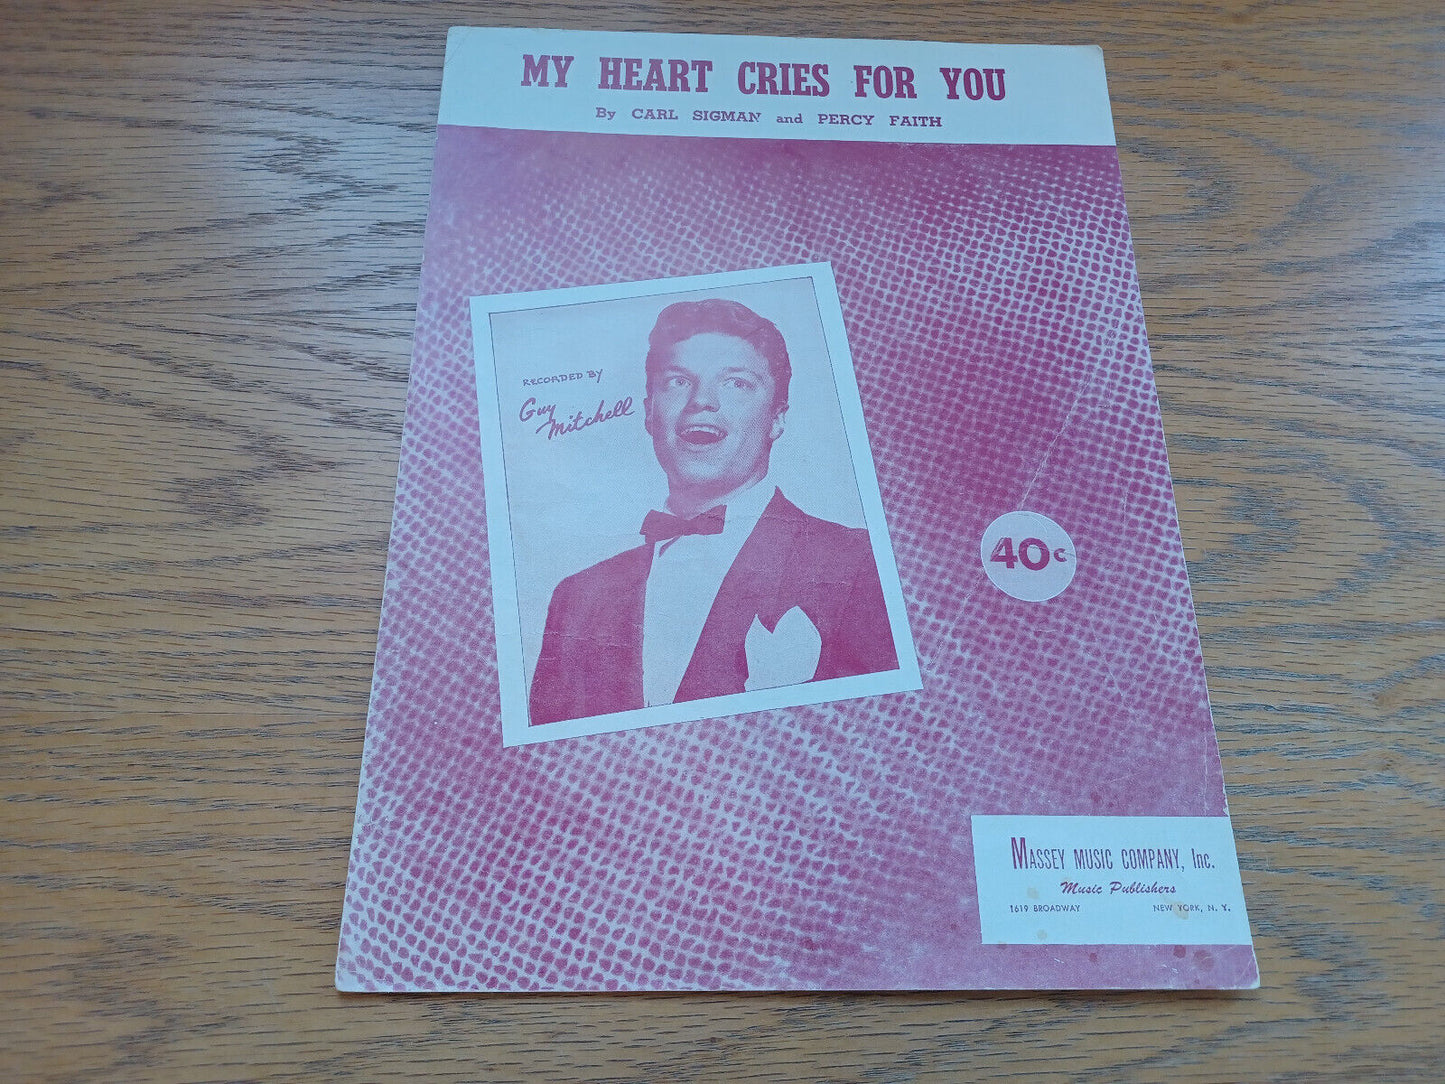 MY HEART CRIES FOR YOU
By CARL SIGMAN and PERCY FAITH
RECORDED BY
Guy
Mitchell
40c
MASSEY MUSIC COMPANY, Inc.
Music Publishers
1619 BROADWAY NEW YORK, N. Y.